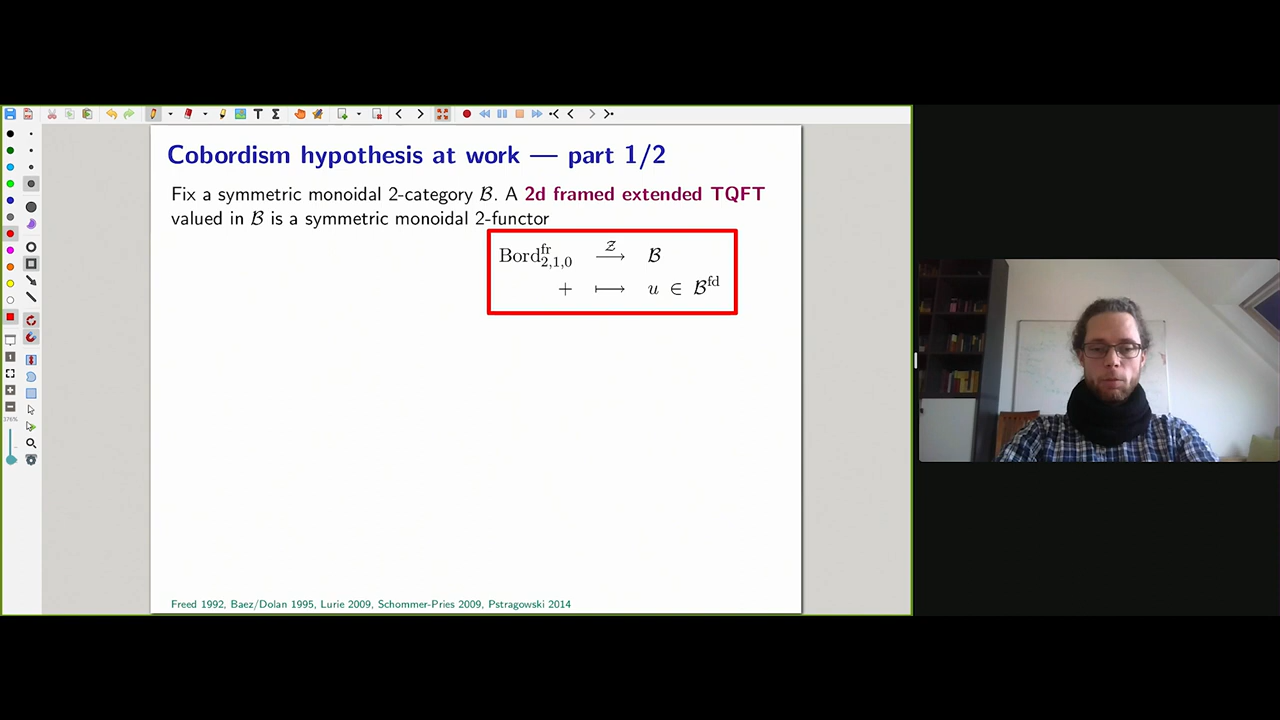 Cobordism hypothesis at work — part 1/2
Fix a symmetric monoidal 2-category ℬ. A 2d framed extended TQFT
valued in ℬ is a symmetric monoidal 2-functor
Bord^fr_2,1,0 —𝒵→ ℬ
+ ⟼ u ∈ ℬ^fd
Freed 1992, Baez/Dolan 1995, Lurie 2009, Schommer-Pries 2009, Pstragowski 2014